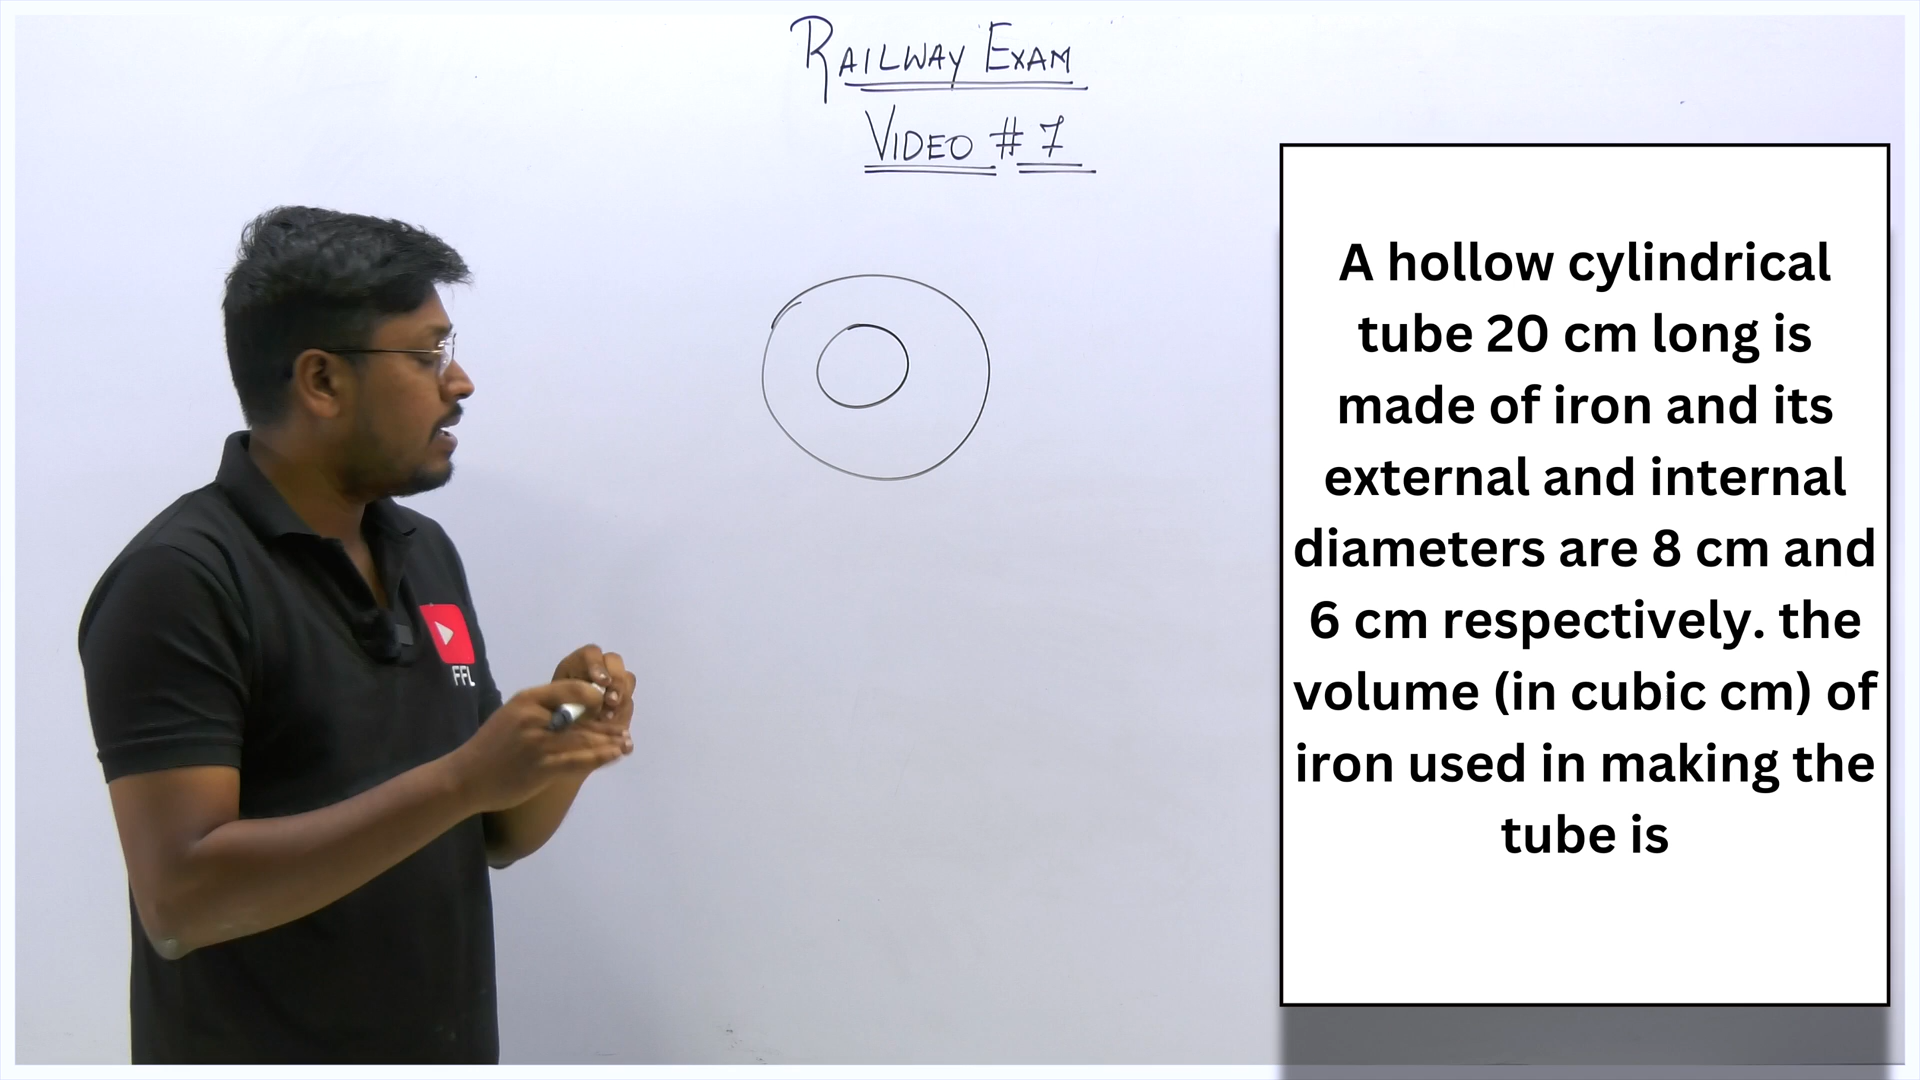 RAILWAY EXAM
VIDEO # 7
A hollow cylindrical
tube 20 cm long is
made of iron and its
external and internal
diameters are 8 cm and
6 cm respectively. the
volume (in cubic cm) of
iron used in making the
tube is
FFL